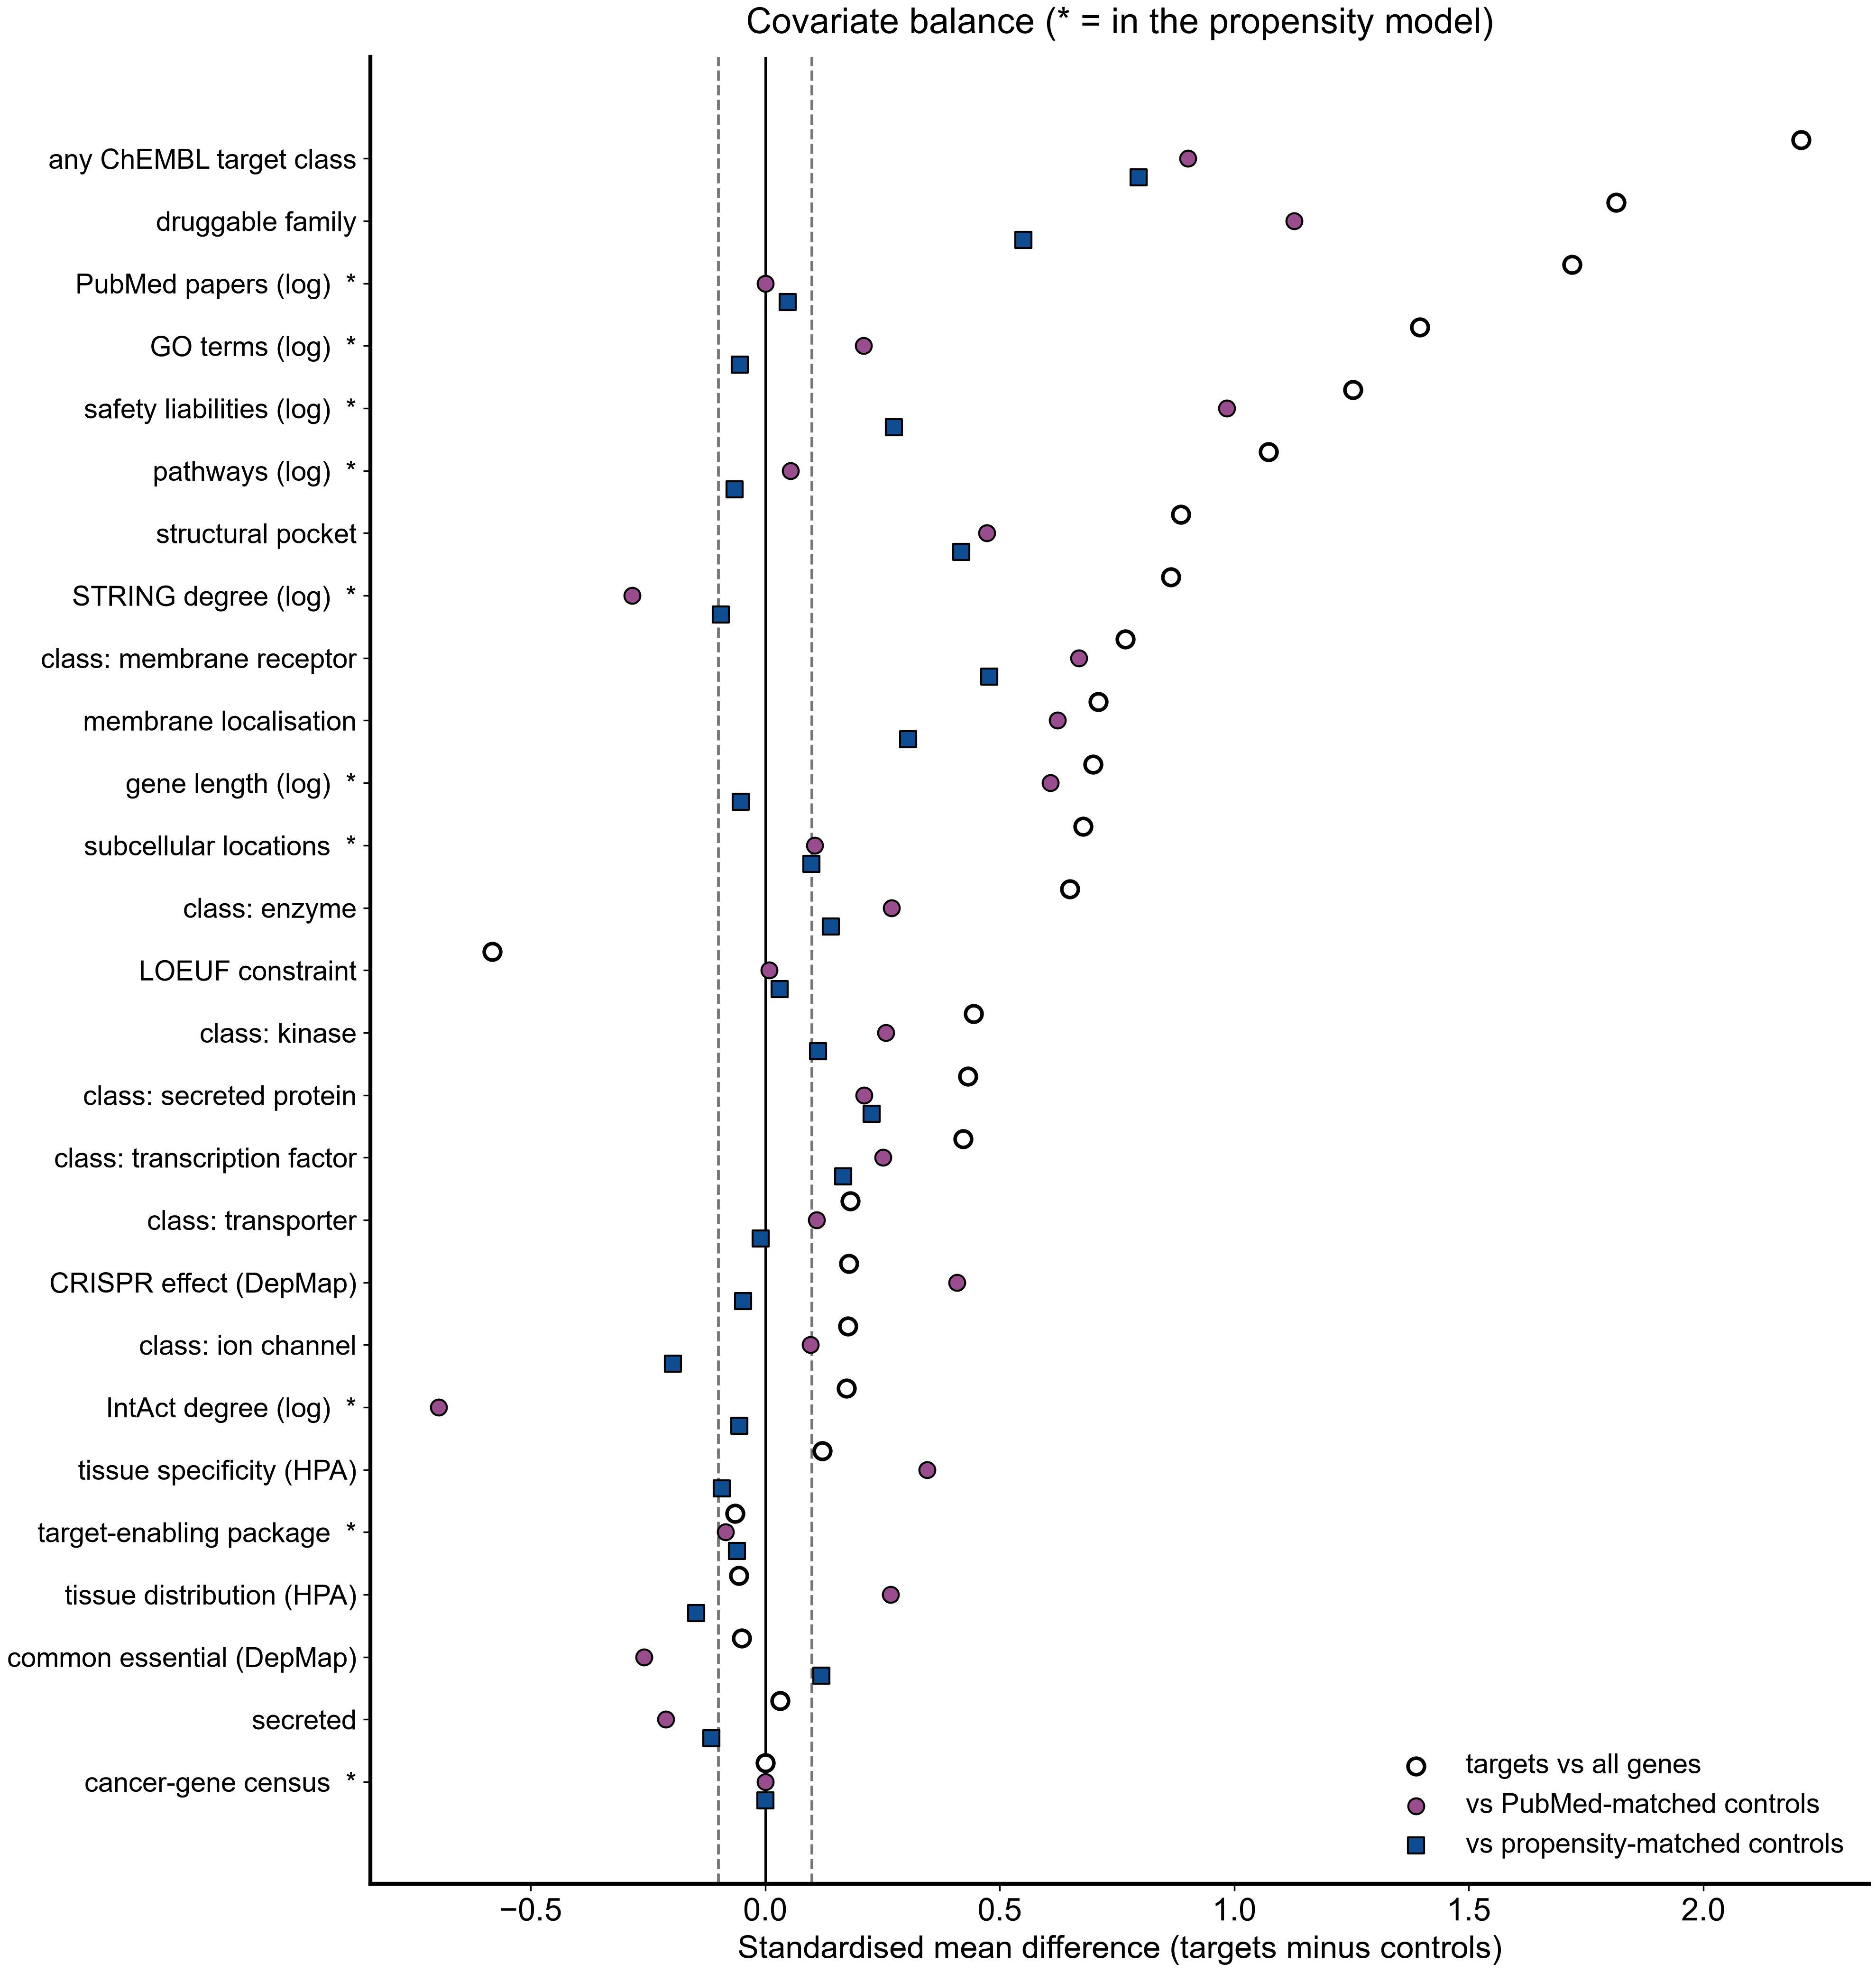 Covariate balance (* = in the propensity model)
any ChEMBL target class
druggable family
PubMed papers (log) *
GO terms (log) *
safety liabilities (log) *
pathways (log) *
structural pocket
STRING degree (log) *
class: membrane receptor
membrane localisation
gene length (log) *
subcellular locations *
class: enzyme
LOEUF constraint
class: kinase
class: secreted protein
class: transcription factor
class: transporter
CRISPR effect (DepMap)
class: ion channel
IntAct degree (log) *
tissue specificity (HPA)
target-enabling package *
tissue distribution (HPA)
common essential (DepMap)
secreted
cancer-gene census *
targets vs all genes
vs PubMed-matched controls
vs propensity-matched controls
−0.5 0.0 0.5 1.0 1.5 2.0
Standardised mean difference (targets minus controls)